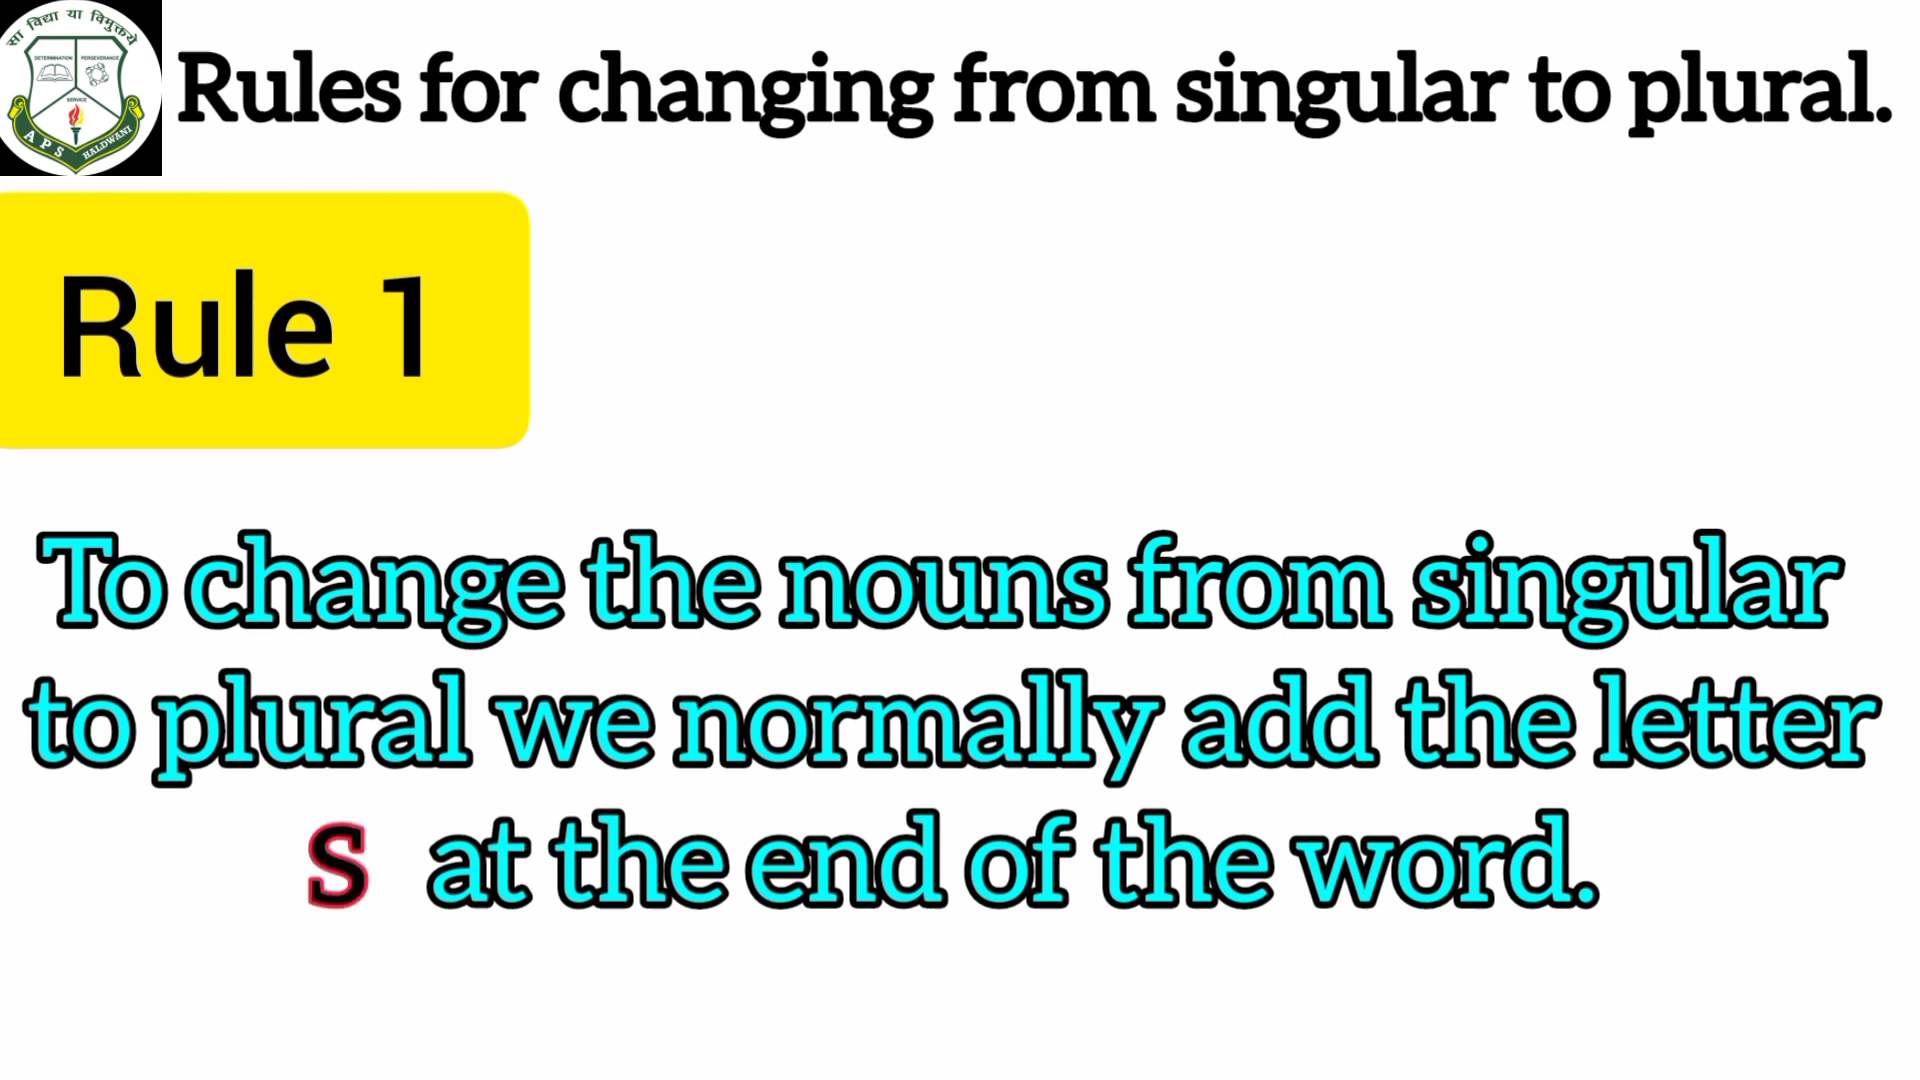 सा विद्या या विमुक्तये
DETERMINATION PERSEVERANCE
SERVICE
APS HALDWANI
Rules for changing from singular to plural.
Rule 1
To change the nouns from singular
to plural we normally add the letter
s at the end of the word.